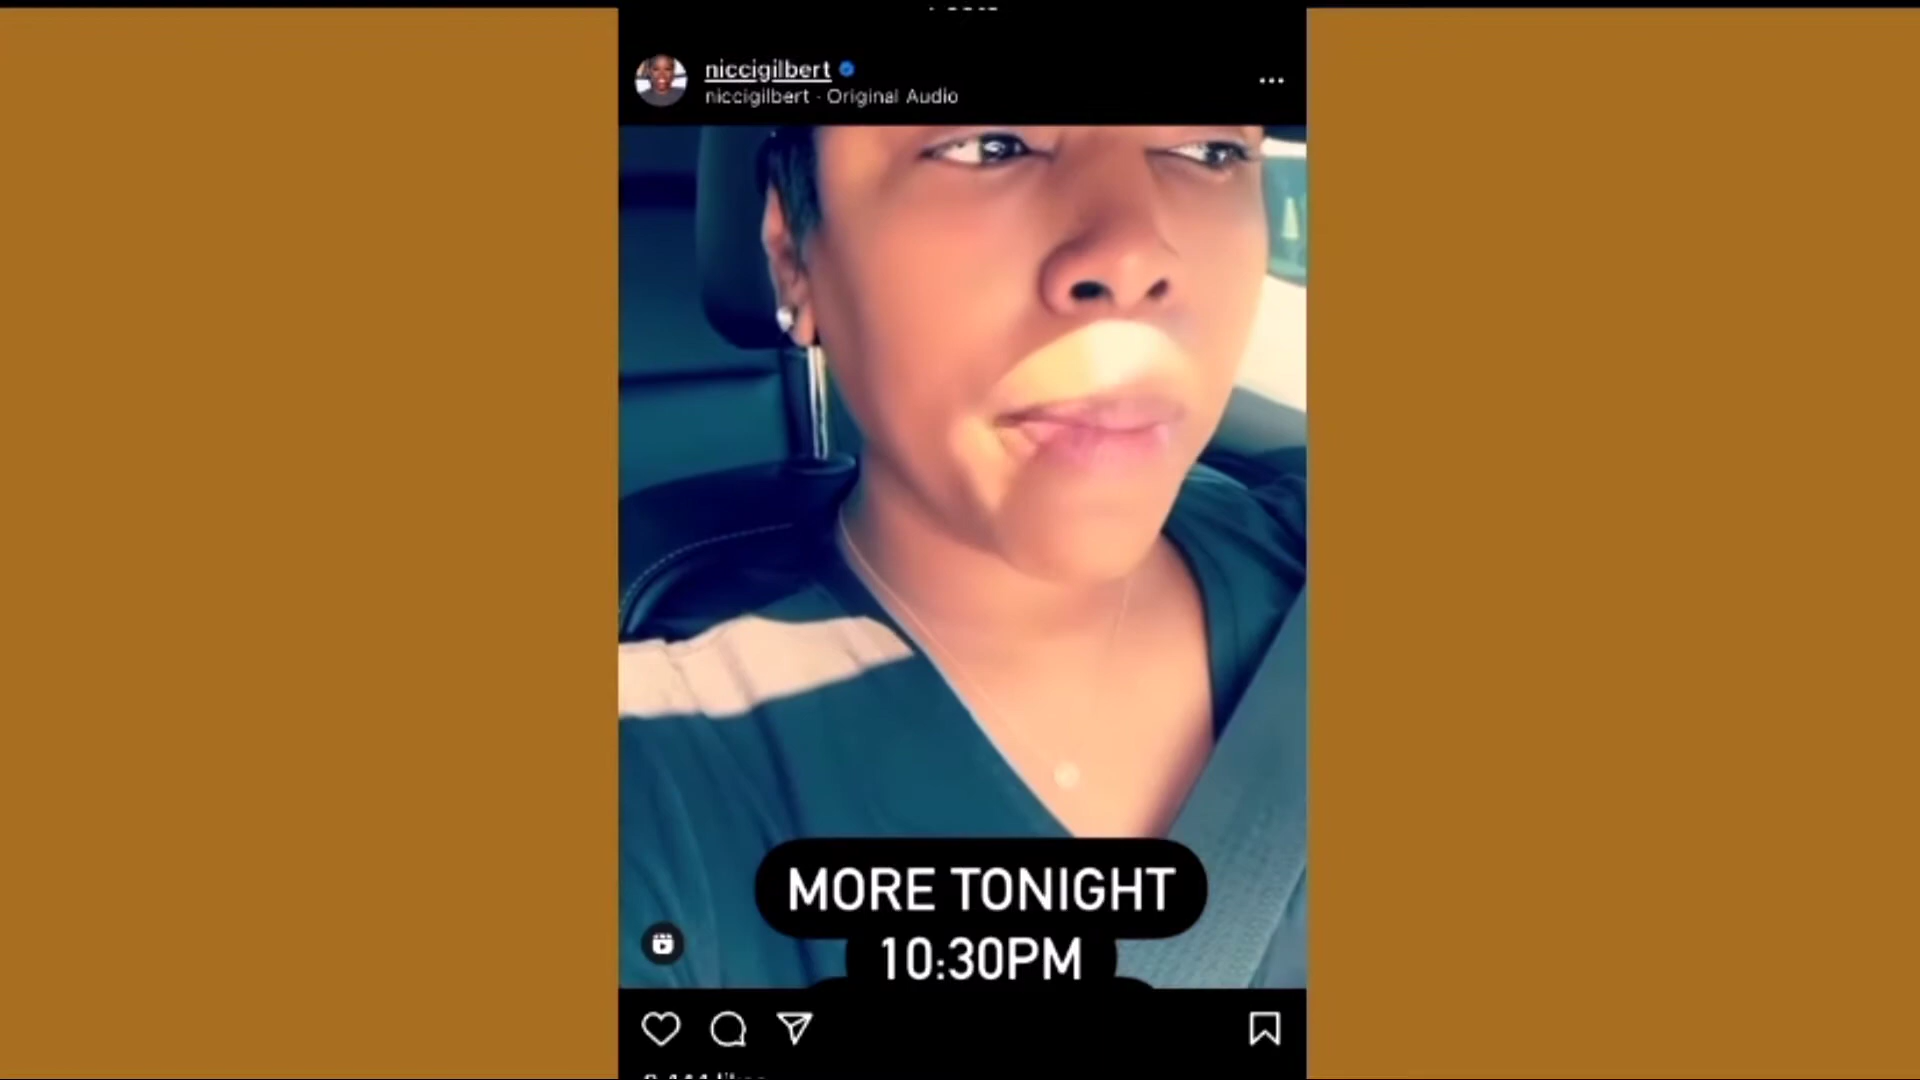 niccigilbert
niccigilbert · Original Audio
MORE TONIGHT
10:30PM